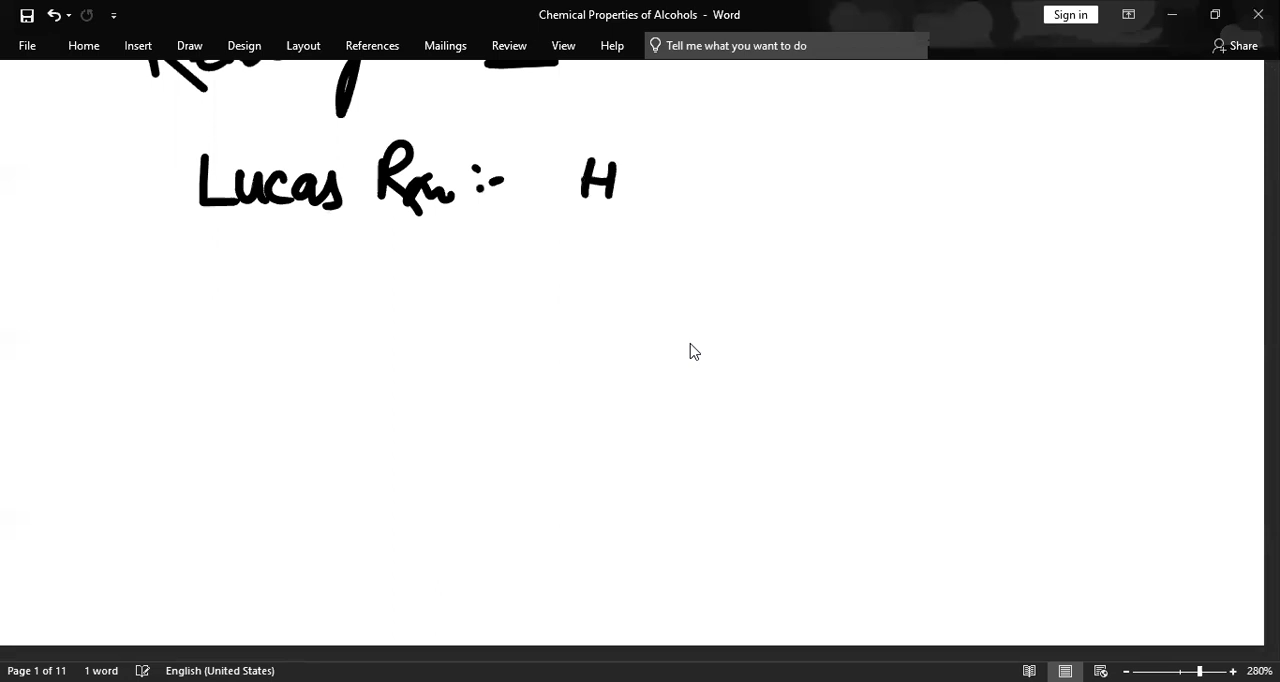 Chemical Properties of Alcohols - Word
Sign in
File Home Insert Draw Design Layout References Mailings Review View Help Tell me what you want to do Share
Lucas Rxn :- H
Page 1 of 11 1 word English (United States) 280%